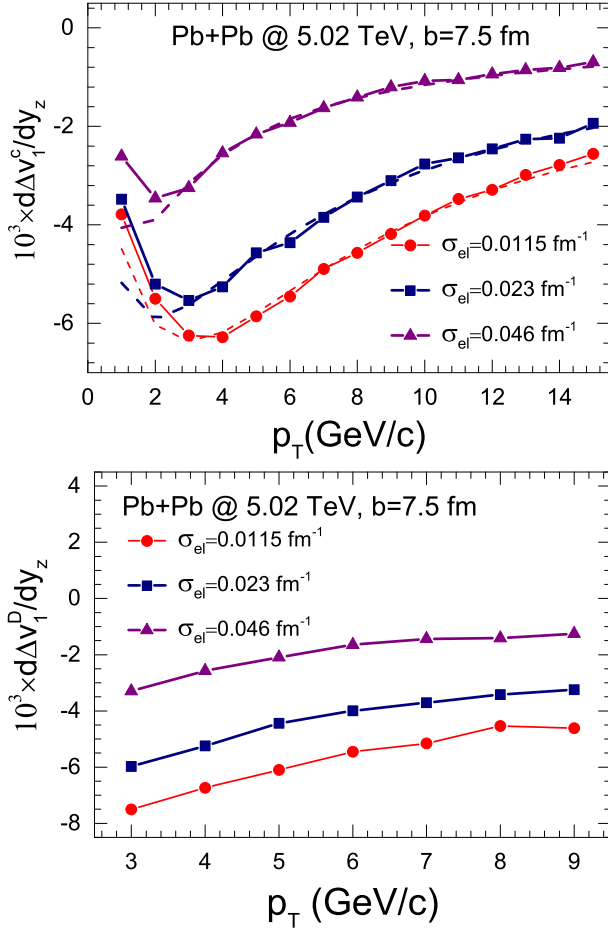 Pb+Pb @ 5.02 TeV, b=7.5 fm
0
-2
-4
-6
10³×dΔv₁ᶜ/dy_z
σ_el=0.0115 fm⁻¹
σ_el=0.023 fm⁻¹
σ_el=0.046 fm⁻¹
0 2 4 6 8 10 12 14
p_T(GeV/c)
Pb+Pb @ 5.02 TeV, b=7.5 fm
4
2
0
-2
-4
-6
-8
10³×dΔv₁ᴰ/dy_z
σ_el=0.0115 fm⁻¹
σ_el=0.023 fm⁻¹
σ_el=0.046 fm⁻¹
3 4 5 6 7 8 9
p_T (GeV/c)